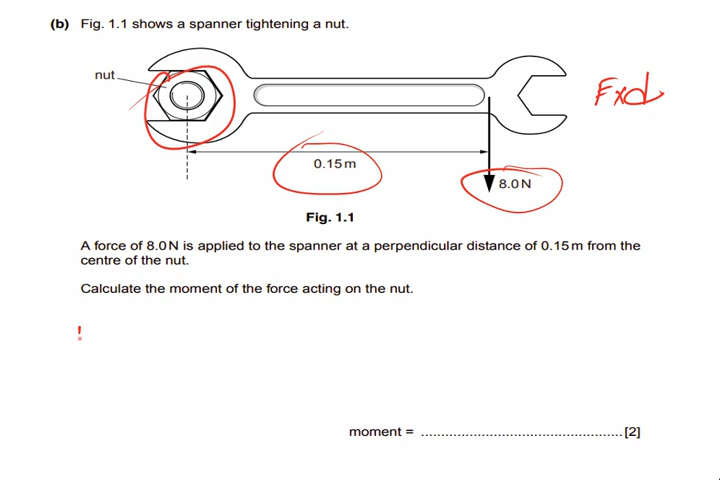 (b) Fig. 1.1 shows a spanner tightening a nut.
nut
Fxd
0.15 m
8.0 N
Fig. 1.1
A force of 8.0 N is applied to the spanner at a perpendicular distance of 0.15 m from the
centre of the nut.
Calculate the moment of the force acting on the nut.
!
moment = .................................................. [2]